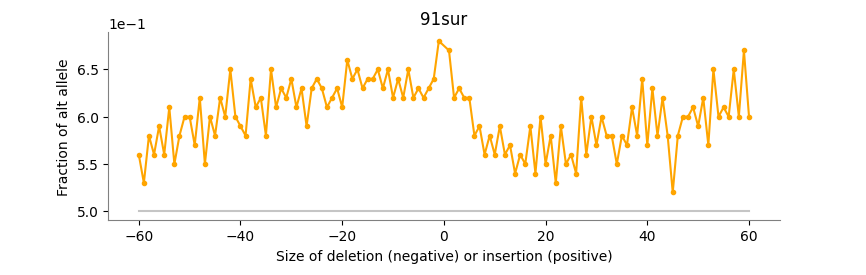 91sur
1e−1
Fraction of alt allele
6.5
6.0
5.5
5.0
−60 −40 −20 0 20 40 60
Size of deletion (negative) or insertion (positive)